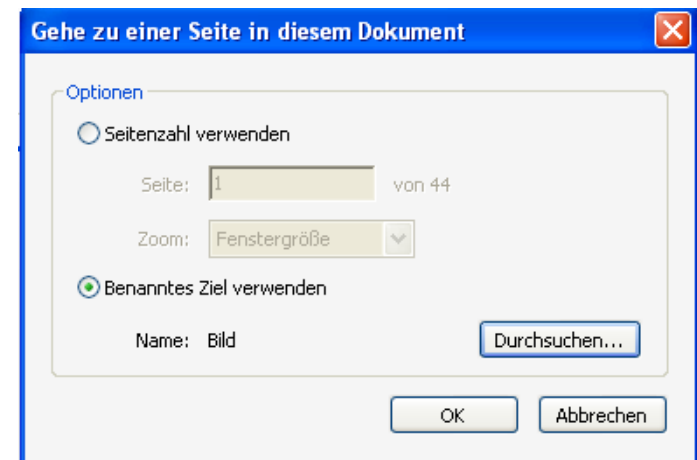 Gehe zu einer Seite in diesem Dokument
Optionen
Seitenzahl verwenden
Seite: 1 von 44
Zoom: Fenstergröße
Benanntes Ziel verwenden
Name: Bild Durchsuchen...
OK Abbrechen